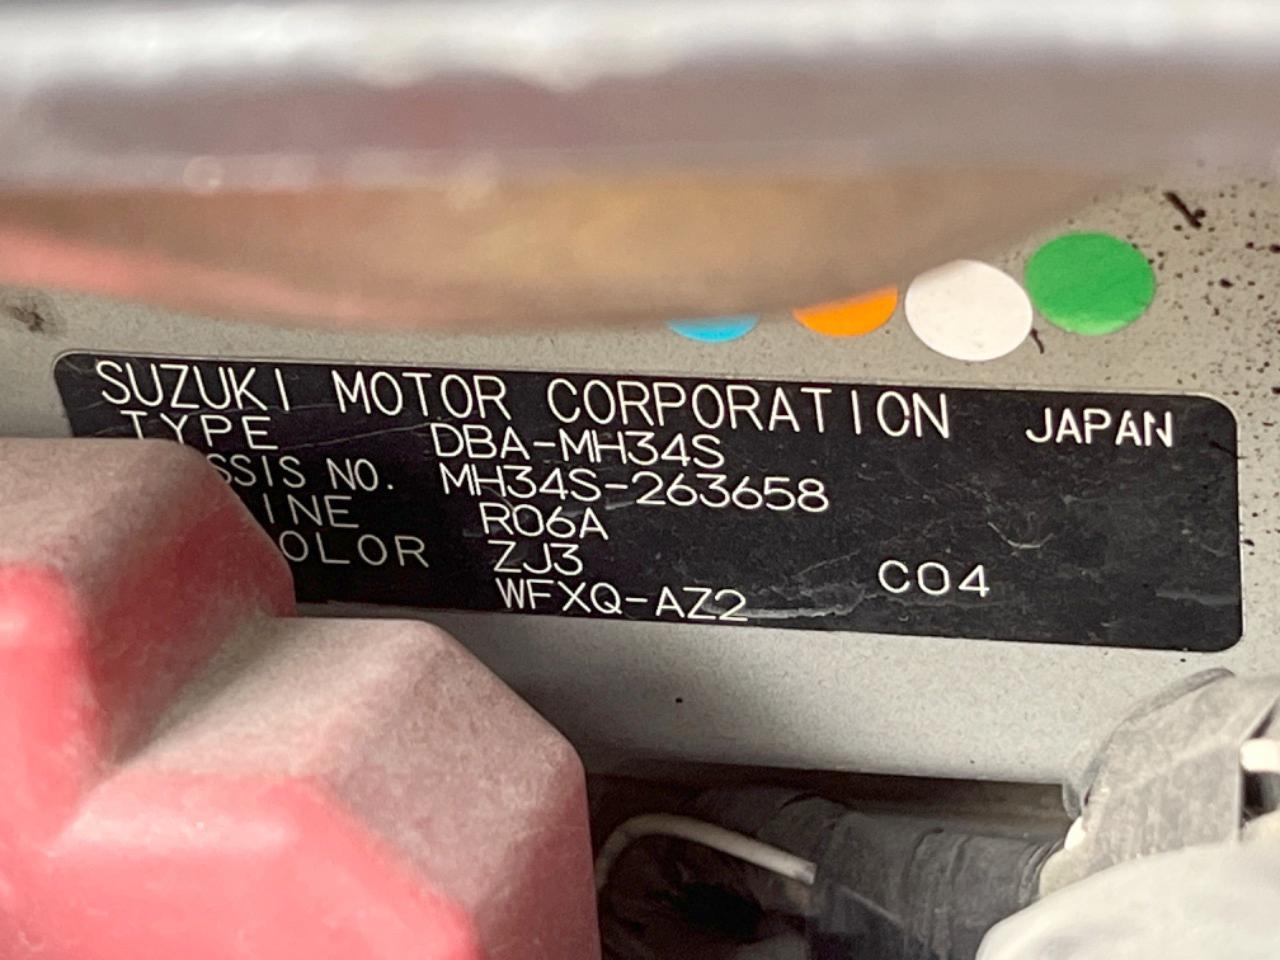 SUZUKI MOTOR CORPORATION JAPAN
TYPE DBA-MH34S
SSIS NO. MH34S-263658
INE R06A
OLOR ZJ3
WFXQ-AZ2 C04